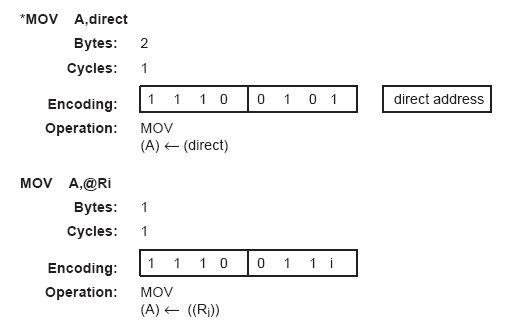 *MOV A,direct
Bytes: 2
Cycles: 1
Encoding: 1 1 1 0 0 1 0 1 direct address
Operation: MOV
(A) ← (direct)
MOV A,@Ri
Bytes: 1
Cycles: 1
Encoding: 1 1 1 0 0 1 1 i
Operation: MOV
(A) ← ((Ri))